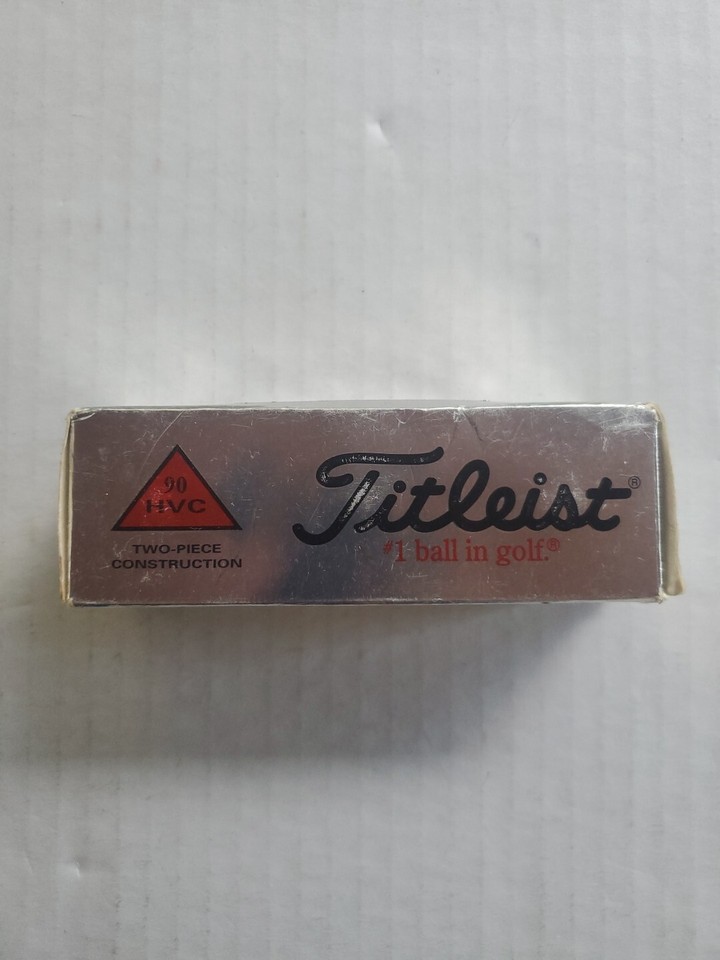 90
HVC
TWO-PIECE
CONSTRUCTION
Titleist®
#1 ball in golf.®